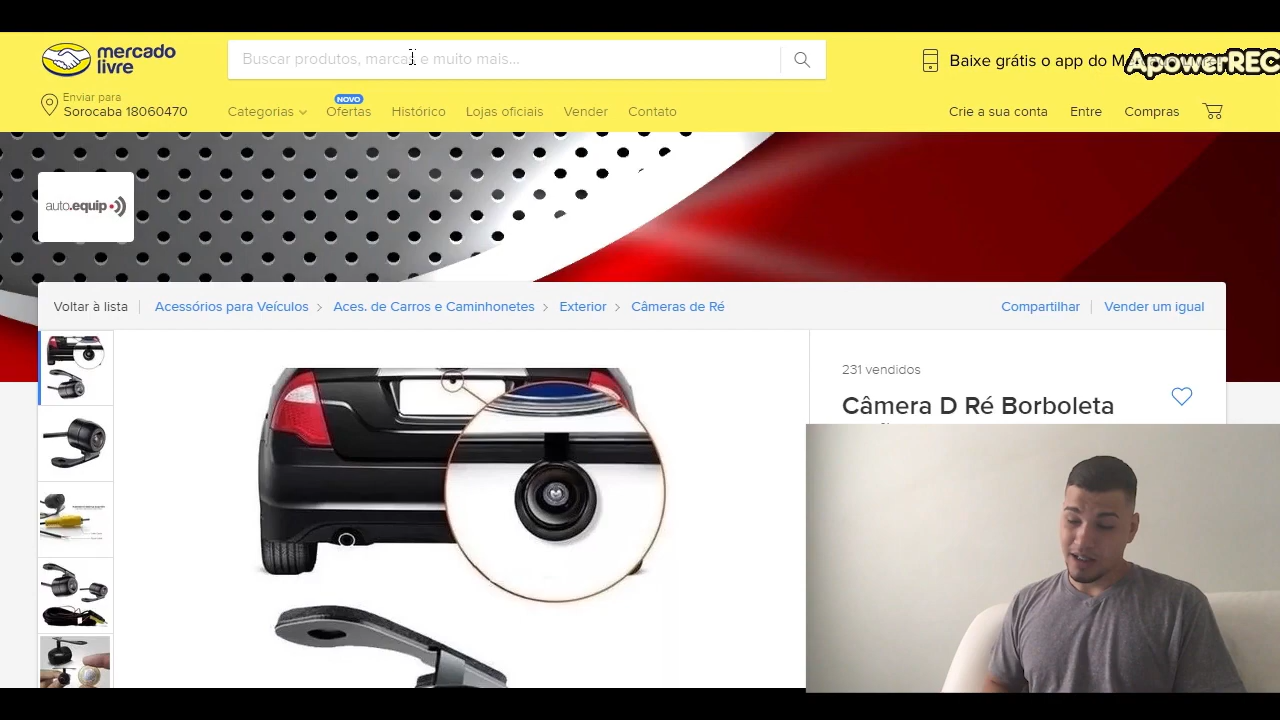 mercado
livre
Buscar produtos, marcas e muito mais...
Baixe grátis o app do M
ApowerREC
Enviar para
Sorocaba 18060470
Categorias
NOVO
Ofertas
Histórico
Lojas oficiais
Vender
Contato
Crie a sua conta
Entre
Compras
auto.equip
Voltar à lista
Acessórios para Veículos
Aces. de Carros e Caminhonetes
Exterior
Câmeras de Ré
Compartilhar
Vender um igual
231 vendidos
Câmera D Ré Borboleta